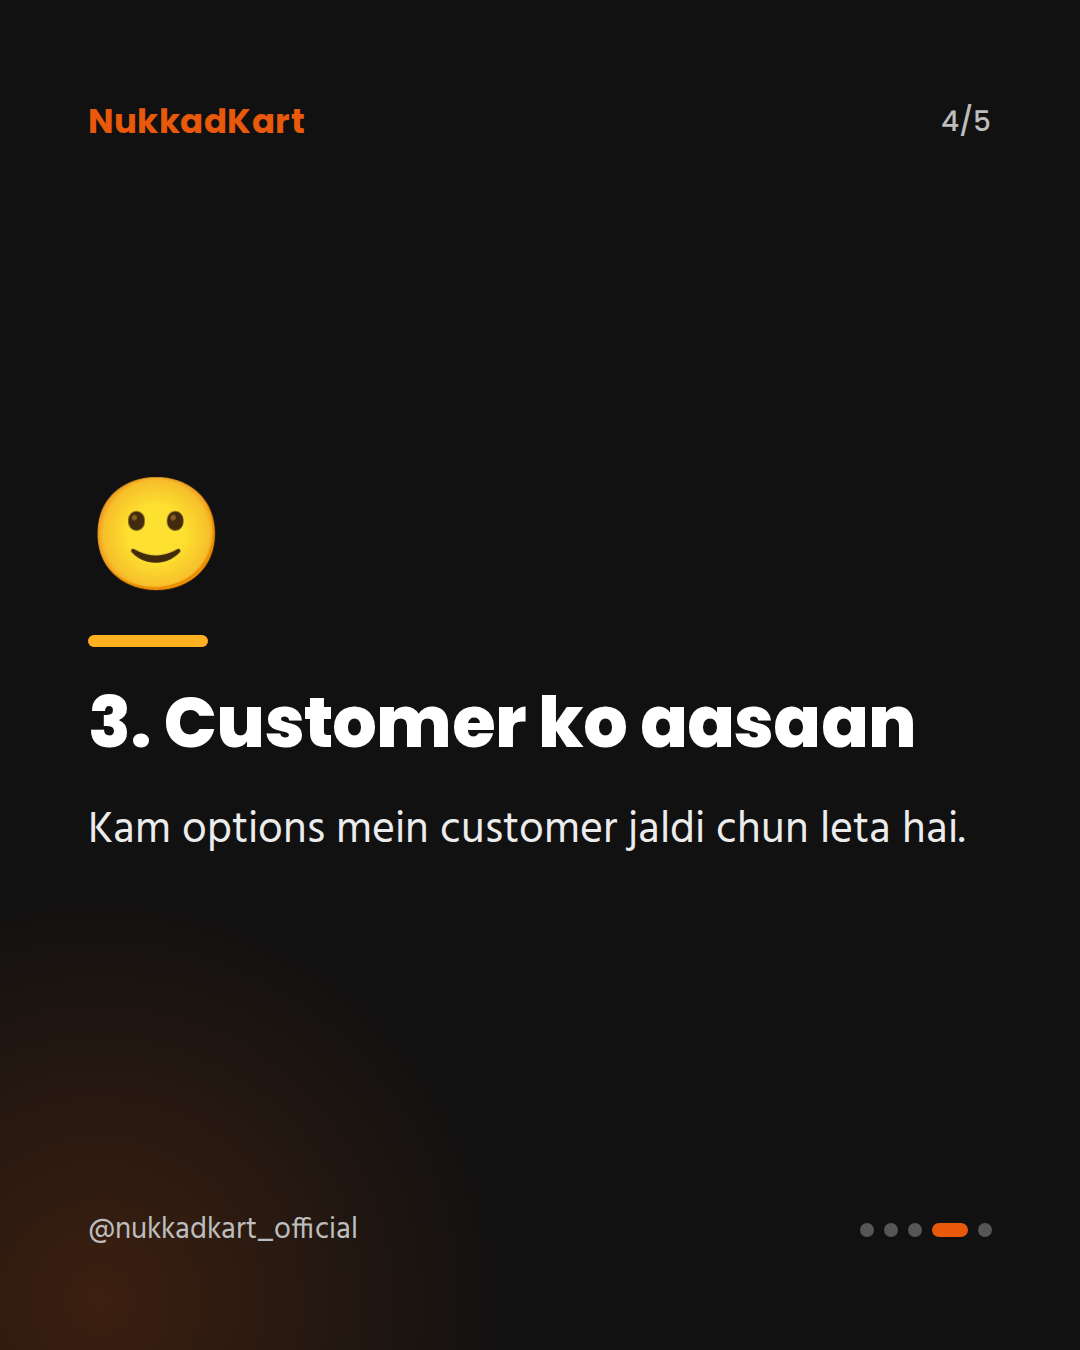 NukkadKart
4/5
3. Customer ko aasaan
Kam options mein customer jaldi chun leta hai.
@nukkadkart_official